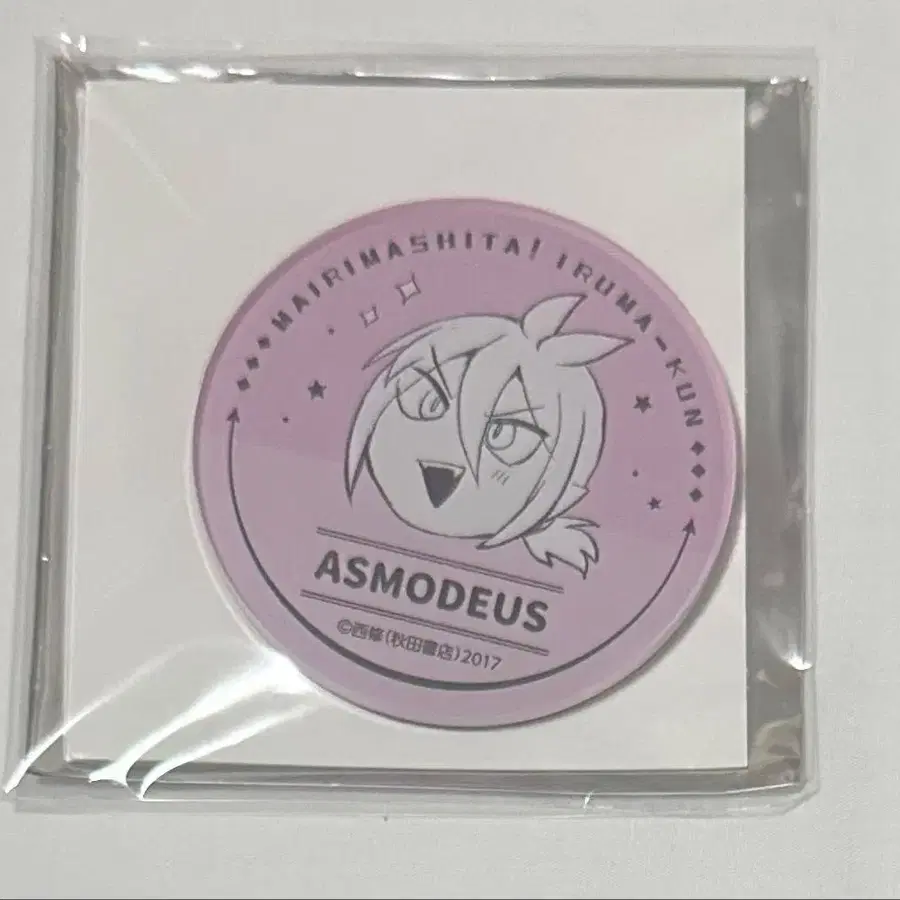 MAIRIMASHITA! IRUMA-KUN
ASMODEUS
©西修(秋田書店)2017